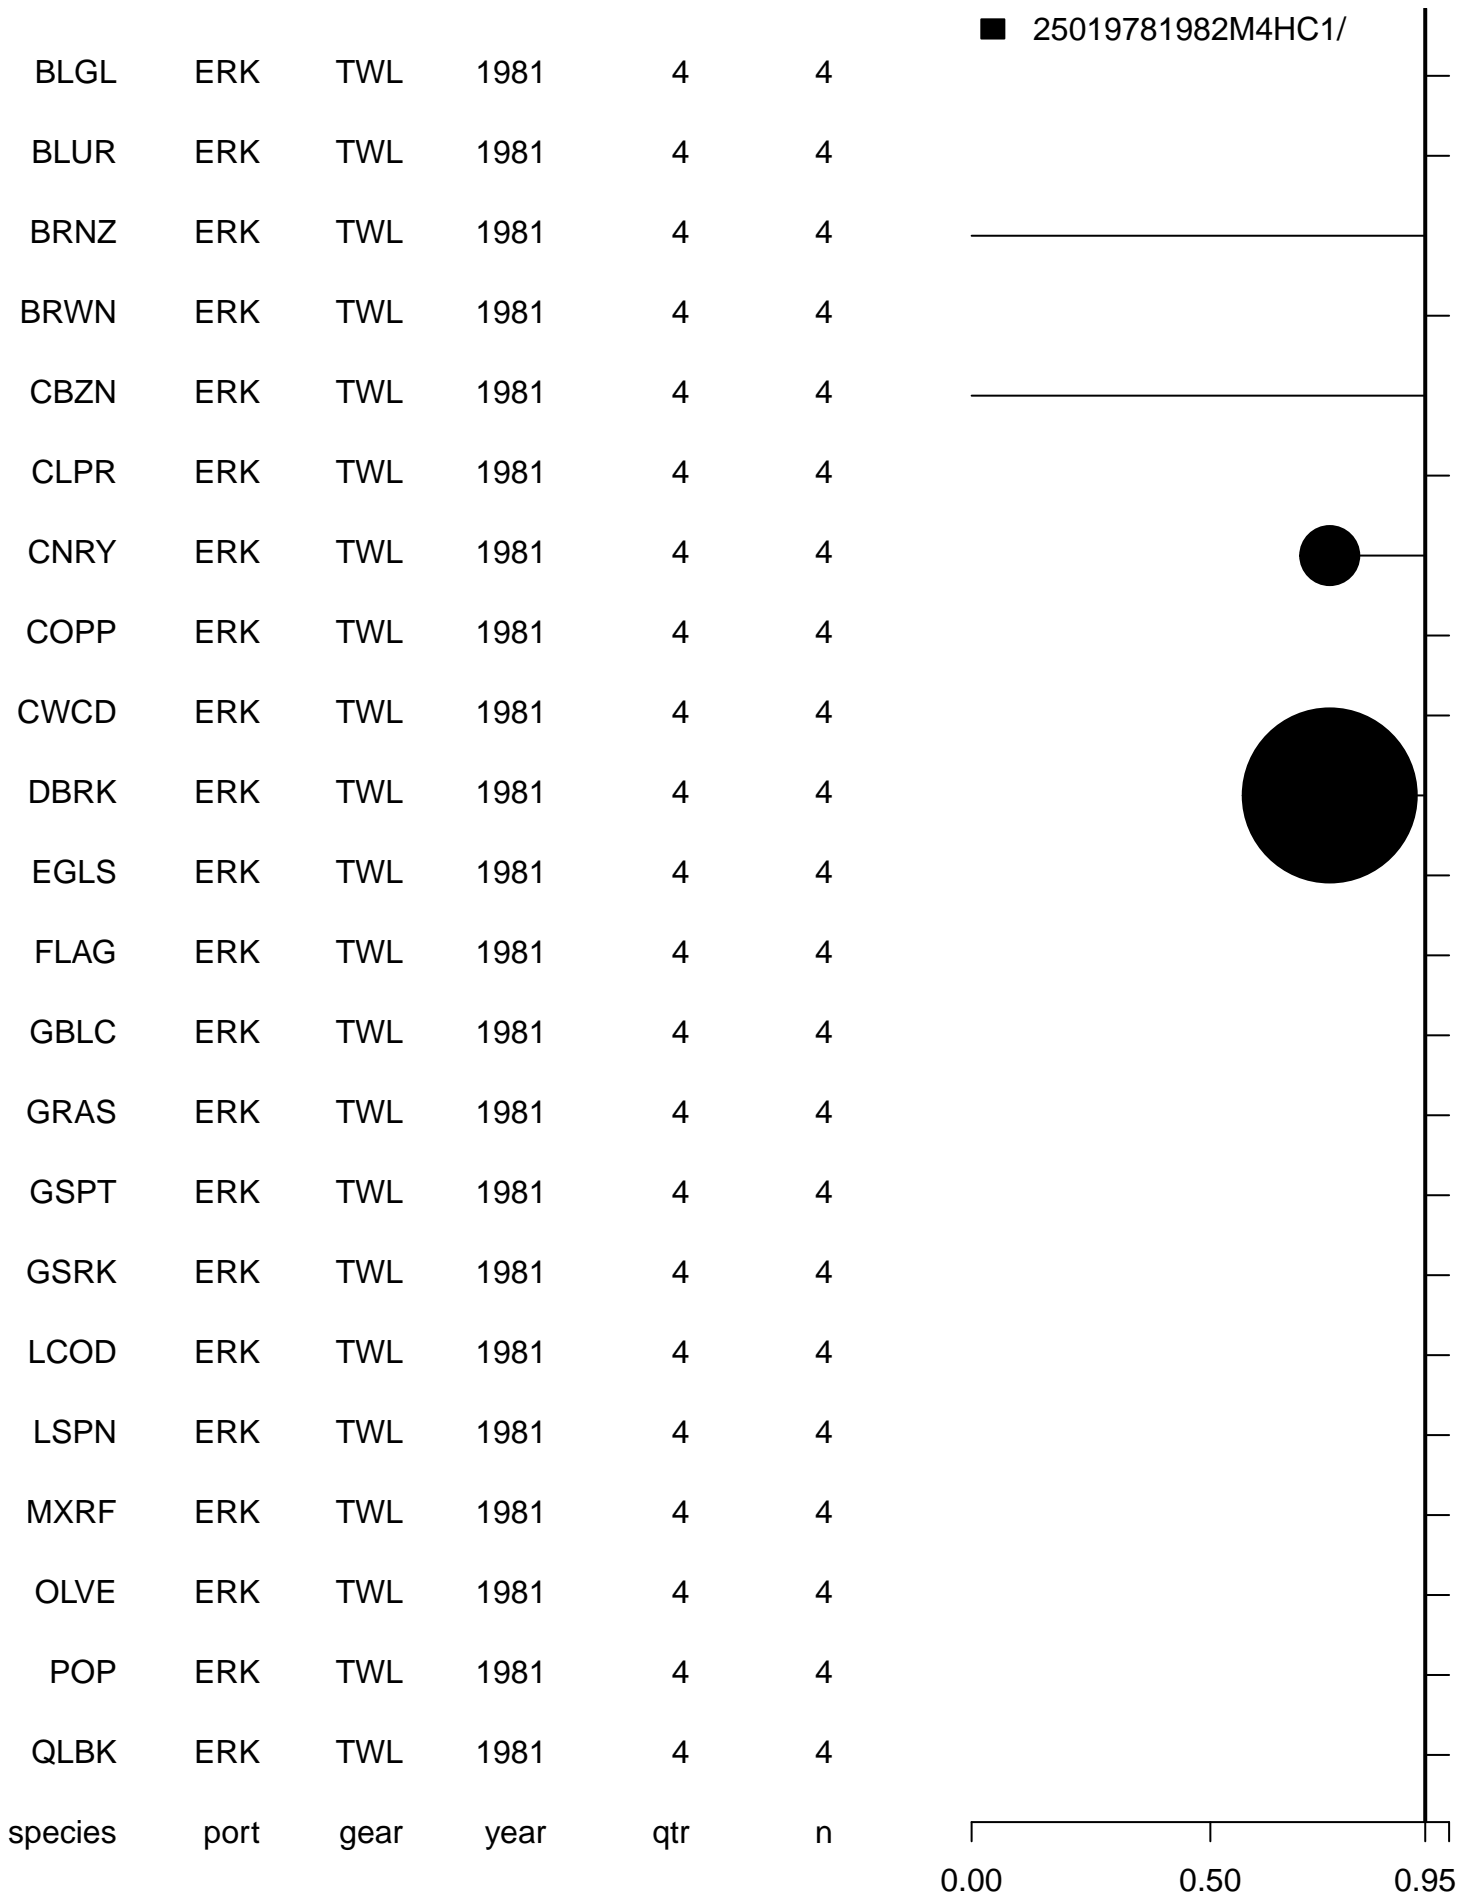 25019781982M4HC1/
BLGL ERK TWL 1981 4 4
BLUR ERK TWL 1981 4 4
BRNZ ERK TWL 1981 4 4
BRWN ERK TWL 1981 4 4
CBZN ERK TWL 1981 4 4
CLPR ERK TWL 1981 4 4
CNRY ERK TWL 1981 4 4
COPP ERK TWL 1981 4 4
CWCD ERK TWL 1981 4 4
DBRK ERK TWL 1981 4 4
EGLS ERK TWL 1981 4 4
FLAG ERK TWL 1981 4 4
GBLC ERK TWL 1981 4 4
GRAS ERK TWL 1981 4 4
GSPT ERK TWL 1981 4 4
GSRK ERK TWL 1981 4 4
LCOD ERK TWL 1981 4 4
LSPN ERK TWL 1981 4 4
MXRF ERK TWL 1981 4 4
OLVE ERK TWL 1981 4 4
POP ERK TWL 1981 4 4
QLBK ERK TWL 1981 4 4
species port gear year qtr n
0.00 0.50 0.95